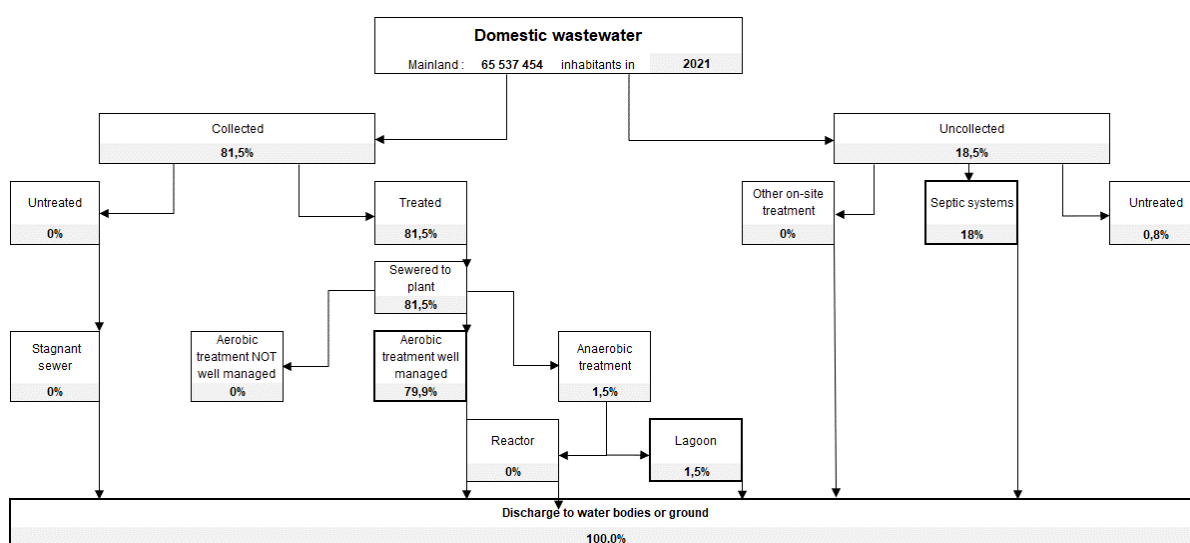 Domestic wastewater
Mainland : 65 537 454 inhabitants in 2021
Collected
81,5%
Uncollected
18,5%
Untreated
0%
Treated
81,5%
Other on-site
treatment
0%
Septic systems
18%
Untreated
0,8%
Sewered to
plant
81,5%
Stagnant
sewer
0%
Aerobic
treatment NOT
well managed
0%
Aerobic
treatment well
managed
79,9%
Anaerobic
treatment
1,5%
Reactor
0%
Lagoon
1,5%
Discharge to water bodies or ground
100,0%